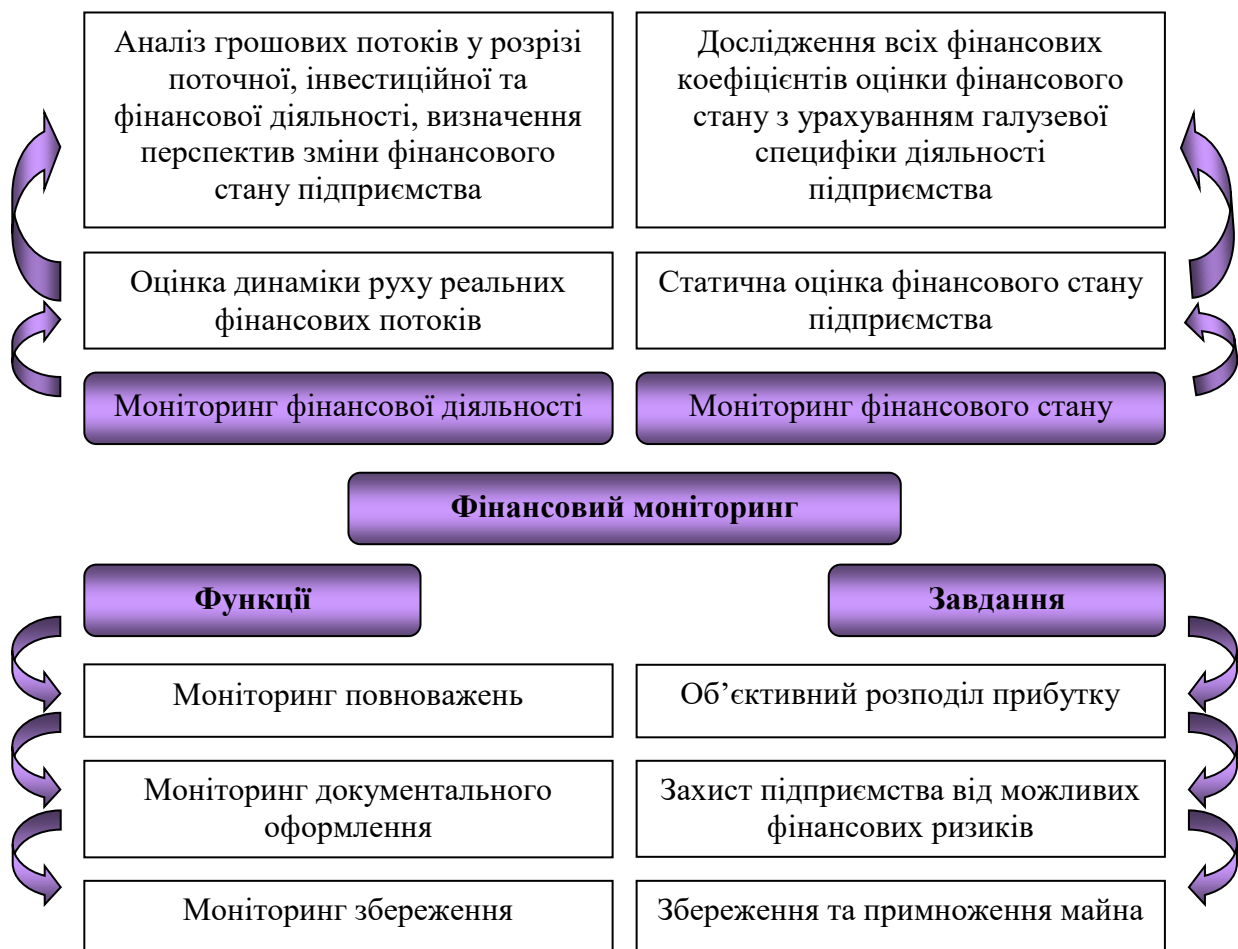 Аналіз грошових потоків у розрізі
поточної, інвестиційної та
фінансової діяльності, визначення
перспектив зміни фінансового
стану підприємства
Дослідження всіх фінансових
коефіцієнтів оцінки фінансового
стану з урахуванням галузевої
специфіки діяльності
підприємства
Оцінка динаміки руху реальних
фінансових потоків
Статична оцінка фінансового стану
підприємства
Моніторинг фінансової діяльності
Моніторинг фінансового стану
Фінансовий моніторинг
Функції
Завдання
Моніторинг повноважень
Об’єктивний розподіл прибутку
Моніторинг документального
оформлення
Захист підприємства від можливих
фінансових ризиків
Моніторинг збереження
Збереження та примноження майна